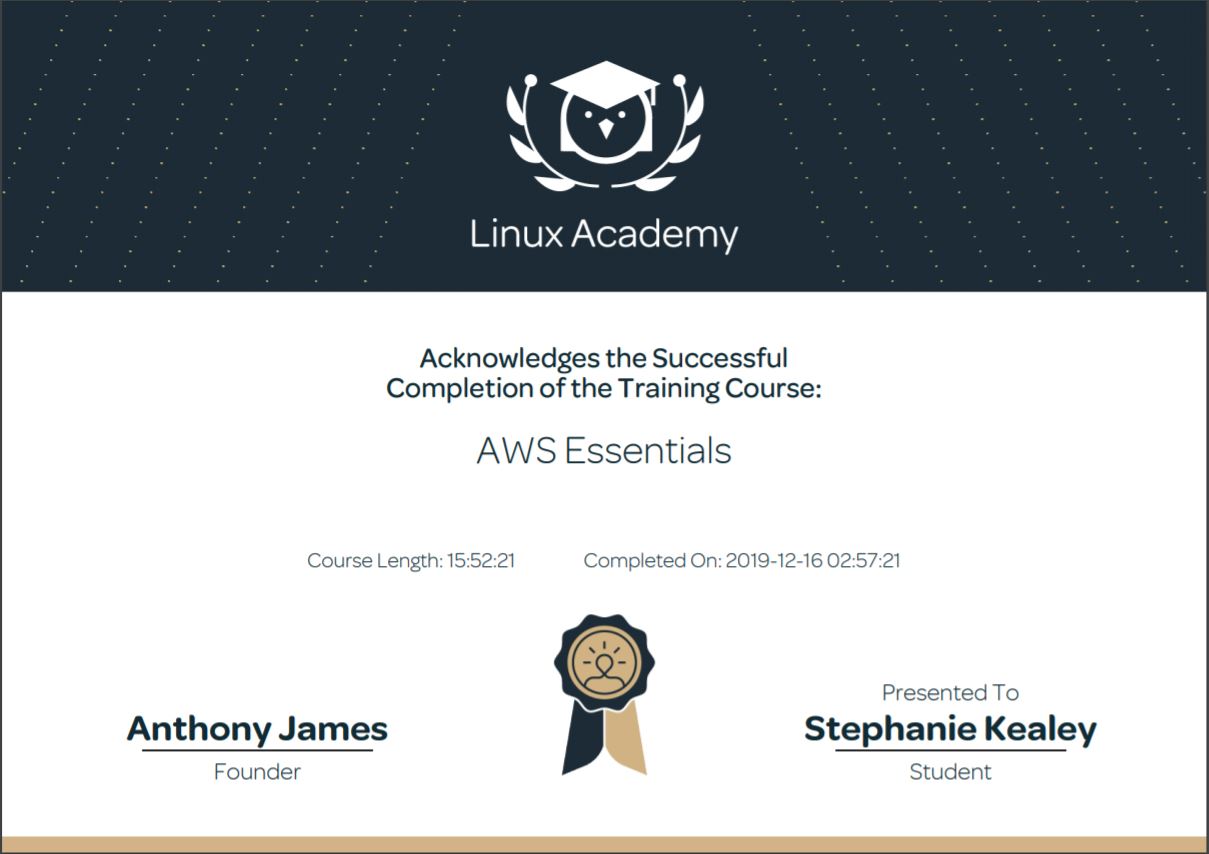 Linux Academy
Acknowledges the Successful
Completion of the Training Course:
AWS Essentials
Course Length: 15:52:21 Completed On: 2019-12-16 02:57:21
Anthony James
Founder
Presented To
Stephanie Kealey
Student